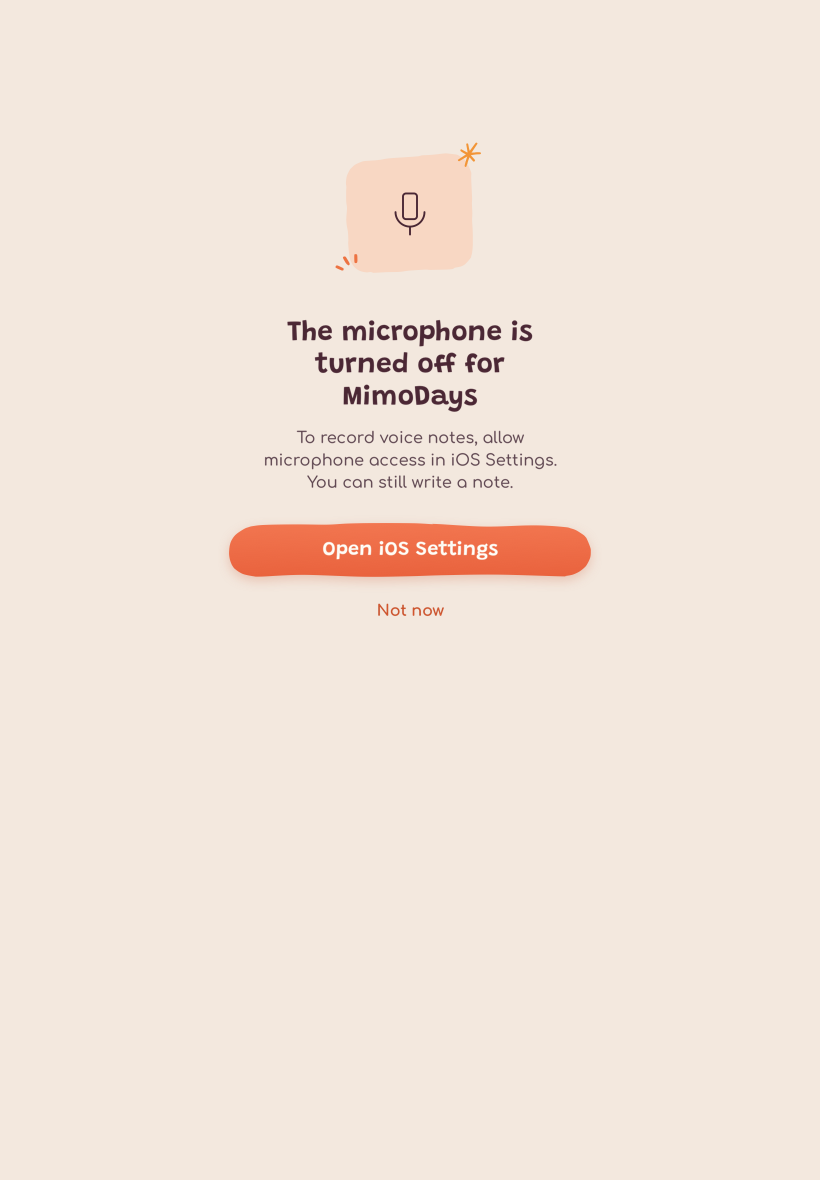 The microphone is
turned off for
MimoDays
To record voice notes, allow
microphone access in iOS Settings.
You can still write a note.
Open iOS Settings
Not now